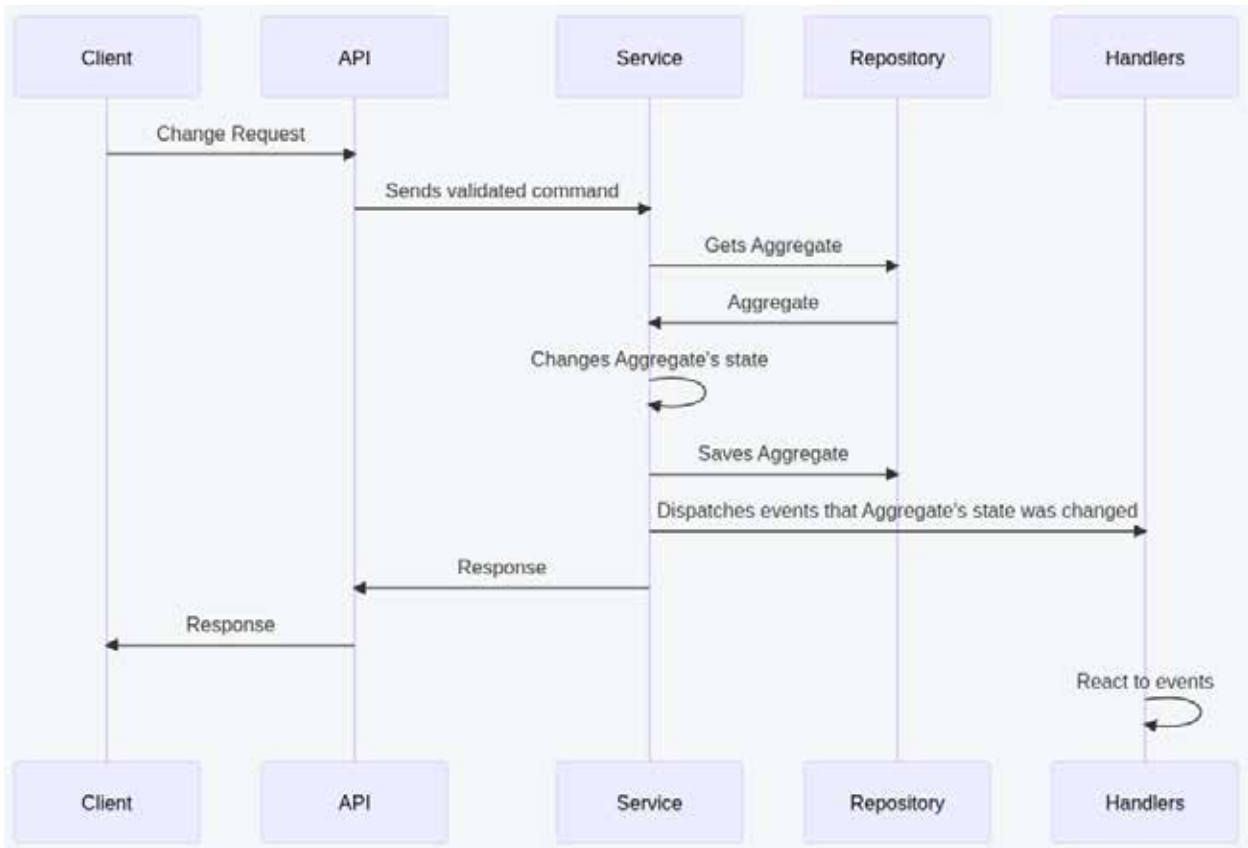 Client
API
Service
Repository
Handlers
Change Request
Sends validated command
Gets Aggregate
Aggregate
Changes Aggregate's state
Saves Aggregate
Dispatches events that Aggregate's state was changed
Response
Response
React to events
Client
API
Service
Repository
Handlers